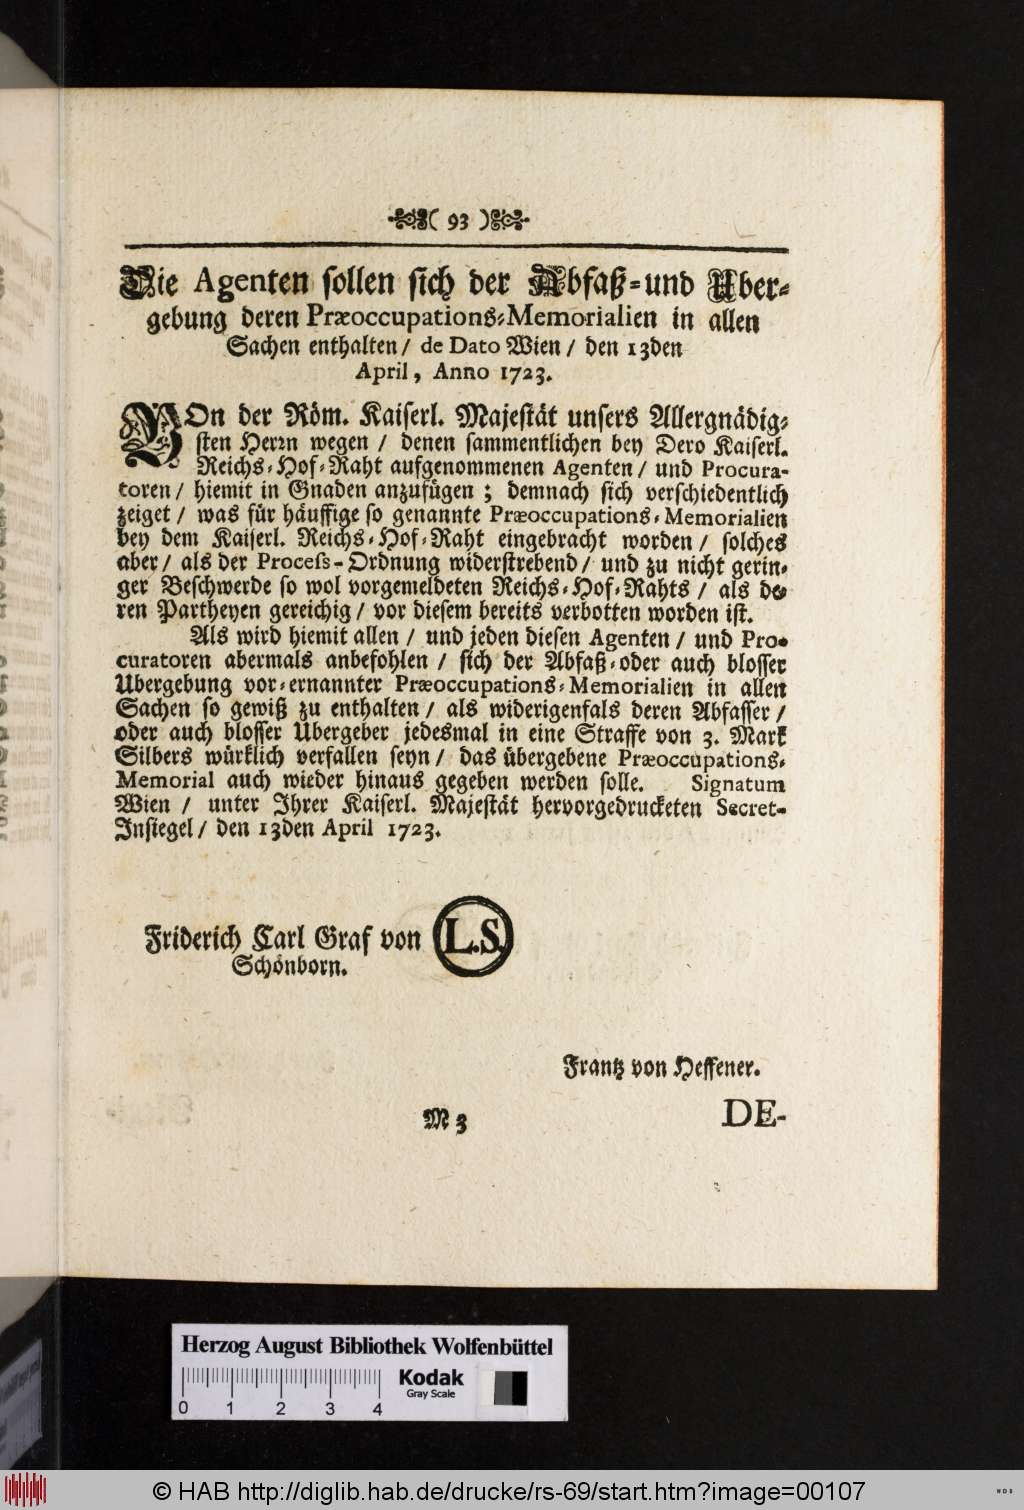 ( 93 )
Die Agenten sollen sich der Abfaß-und Uber-
gebung deren Præoccupations-Memorialien in allen
Sachen enthalten / de Dato Wien / den 13den
April, Anno 1723.
VOn der Röm. Kaiserl. Majestät unsers Allergnädig-
sten Herrn wegen / denen sammentlichen bey Dero Kaiserl.
Reichs-Hof-Raht aufgenommenen Agenten / und Procura-
toren / hiemit in Gnaden anzufügen ; demnach sich verschiedentlich
zeiget / was für häuffige so genannte Præoccupations-Memorialien
bey dem Kaiserl. Reichs-Hof-Raht eingebracht worden / solches
aber / als der Process-Ordnung widerstrebend / und zu nicht gerin-
ger Beschwerde so wol vorgemeldeten Reichs-Hof-Rahts / als de-
ren Partheyen gereichig / vor diesem bereits verbotten worden ist.
Als wird hiemit allen / und jeden diesen Agenten / und Pro-
curatoren abermals anbefohlen / sich der Abfaß-oder auch blosser
Ubergebung vor-ernannter Præoccupations-Memorialien in allen
Sachen so gewiß zu enthalten / als widerigenfals deren Abfasser /
oder auch blosser Ubergeber jedesmal in eine Straffe von 3. Mark
Silbers würklich verfallen seyn / das übergebene Præoccupations-
Memorial auch wieder hinaus gegeben werden solle. Signatum
Wien / unter Ihrer Kaiserl. Majestät hervorgedrucketen Secret-
Insiegel / den 13den April 1723.
Friderich Carl Graf von
Schönborn.
L.S.
Frantz von Hessener.
M 3
DE-
Herzog August Bibliothek Wolfenbüttel
0 1 2 3 4
Kodak
Gray Scale
© HAB http://diglib.hab.de/drucke/rs-69/start.htm?image=00107